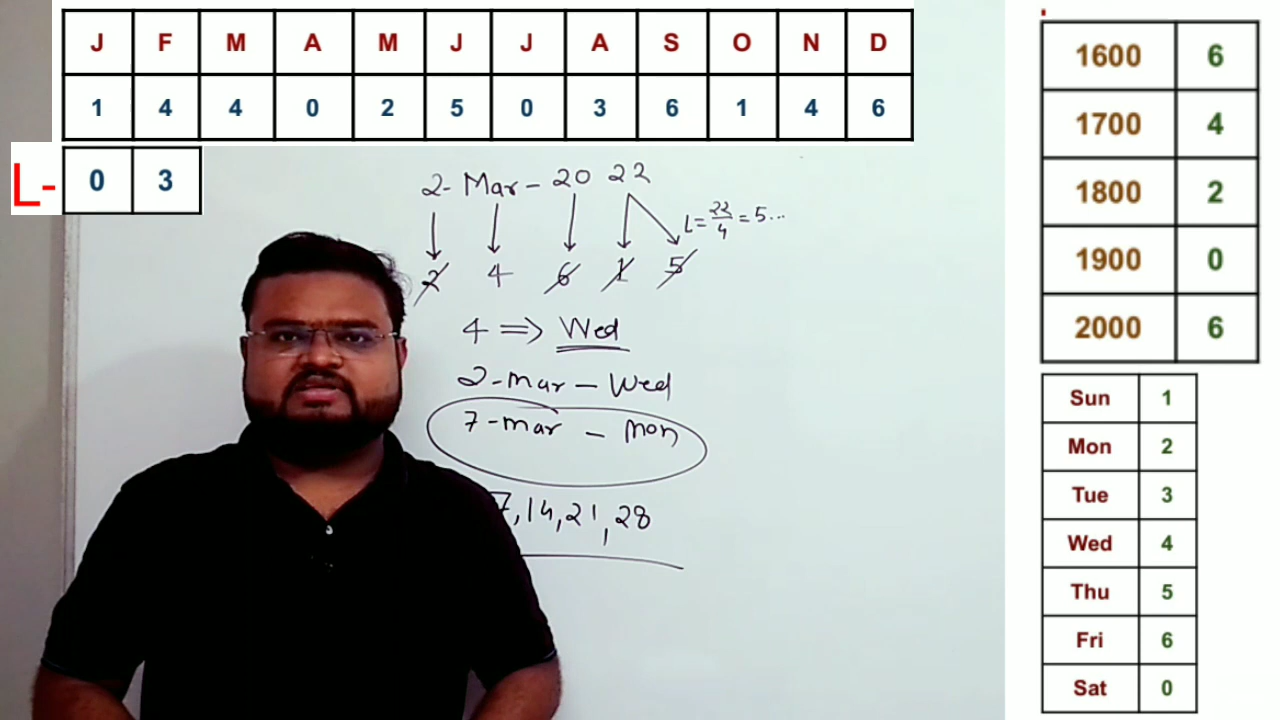 J F M A M J J A S O N D
1 4 4 0 2 5 0 3 6 1 4 6
L- 0 3
2 - Mar - 20 22
L = 22/4 = 5...
2 4 6 1 5
4 ⇒ Wed
2 - mar - Wed
7 - mar - Mon
7, 14, 21, 28
1600 6
1700 4
1800 2
1900 0
2000 6
Sun 1
Mon 2
Tue 3
Wed 4
Thu 5
Fri 6
Sat 0